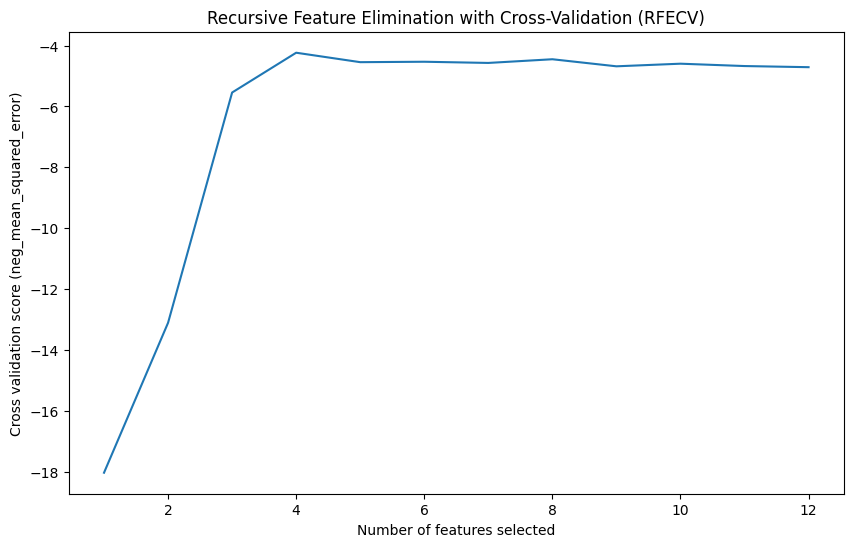 Recursive Feature Elimination with Cross-Validation (RFECV)
Cross validation score (neg_mean_squared_error)
−4
−6
−8
−10
−12
−14
−16
−18
2 4 6 8 10 12
Number of features selected